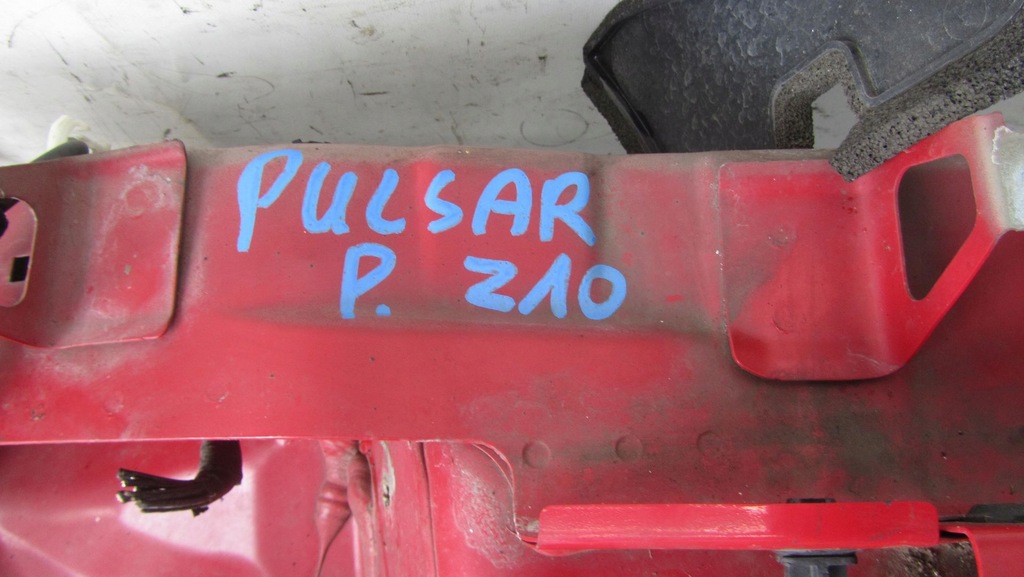 PULSAR
P. Z10